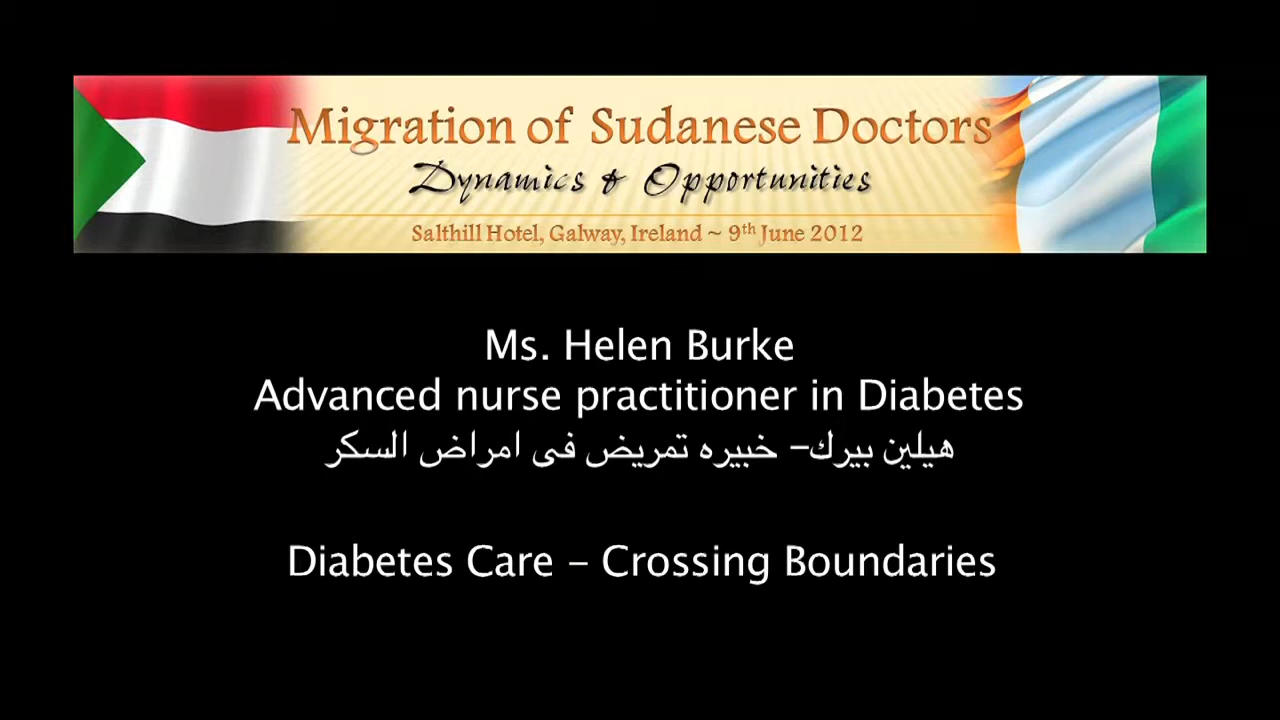 Migration of Sudanese Doctors
Dynamics & Opportunities
Salthill Hotel, Galway, Ireland ~ 9th June 2012
Ms. Helen Burke
Advanced nurse practitioner in Diabetes
هيلين بيرك- خبيره تمريض فى امراض السكر
Diabetes Care – Crossing Boundaries